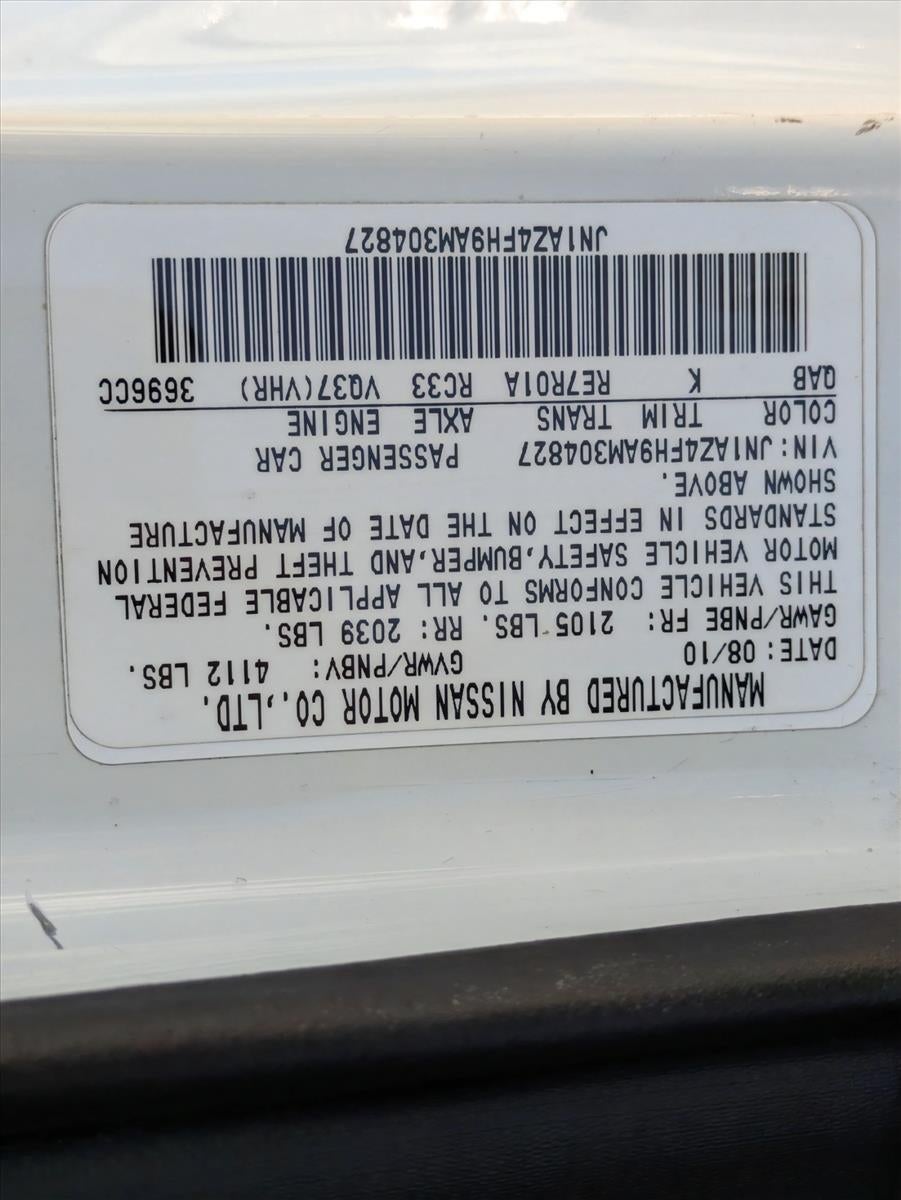 MANUFACTURED BY NISSAN MOTOR CO.,LTD.
DATE: 08/10 GVWR/PNBV: 4112 LBS.
GAWR/PNBE FR: 2105 LBS. RR: 2039 LBS.
THIS VEHICLE CONFORMS TO ALL APPLICABLE FEDERAL
MOTOR VEHICLE SAFETY,BUMPER,AND THEFT PREVENTION
STANDARDS IN EFFECT ON THE DATE OF MANUFACTURE
SHOWN ABOVE.
VIN:JN1AZ4FH9AM304827 PASSENGER CAR
COLOR TRIM TRANS AXLE ENGINE
QAB K RE7R01A RC33 VQ37(VHR) 3696CC
JN1AZ4FH9AM304827